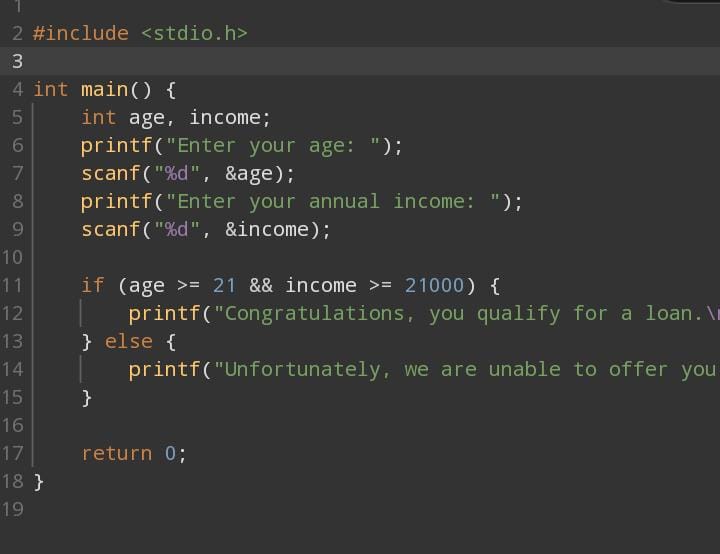 1
2 #include <stdio.h>
3
4 int main() {
5     int age, income;
6     printf("Enter your age: ");
7     scanf("%d", &age);
8     printf("Enter your annual income: ");
9     scanf("%d", &income);
10
11     if (age >= 21 && income >= 21000) {
12         printf("Congratulations, you qualify for a loan.\n
13     } else {
14         printf("Unfortunately, we are unable to offer you
15     }
16
17     return 0;
18 }
19